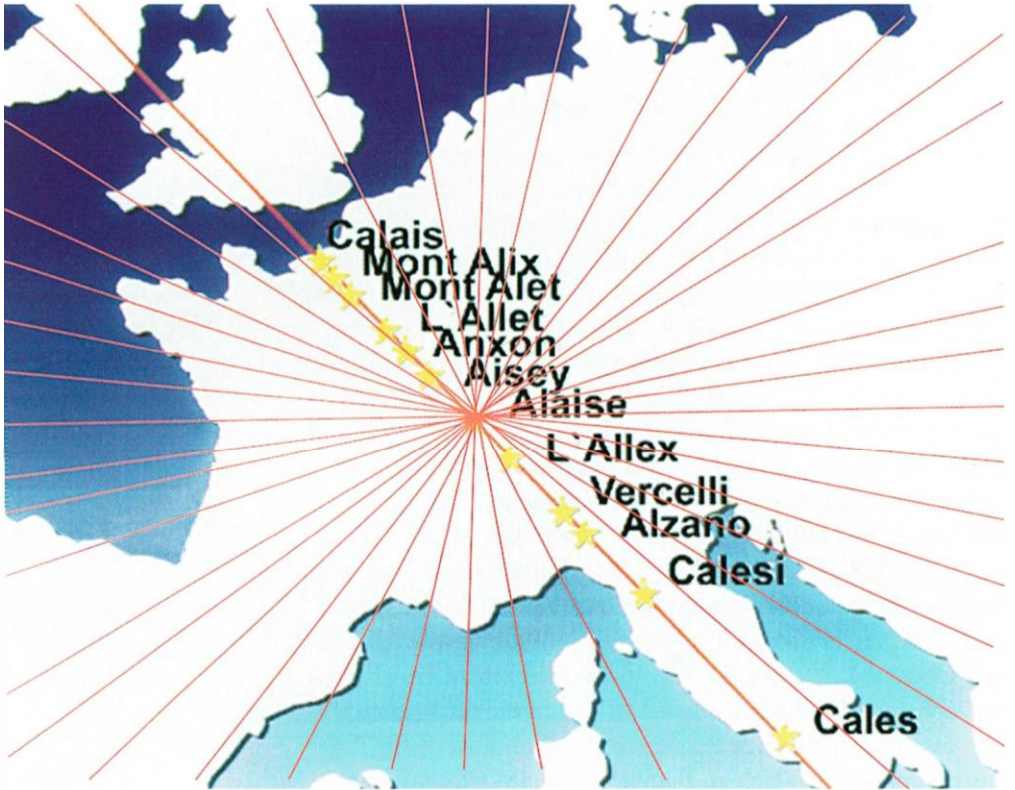 Calais
Mont Alix
Mont Alet
L`Allet
Anxon
Aisey
Alaise
L`Allex
Vercelli
Alzano
Calesi
Cales